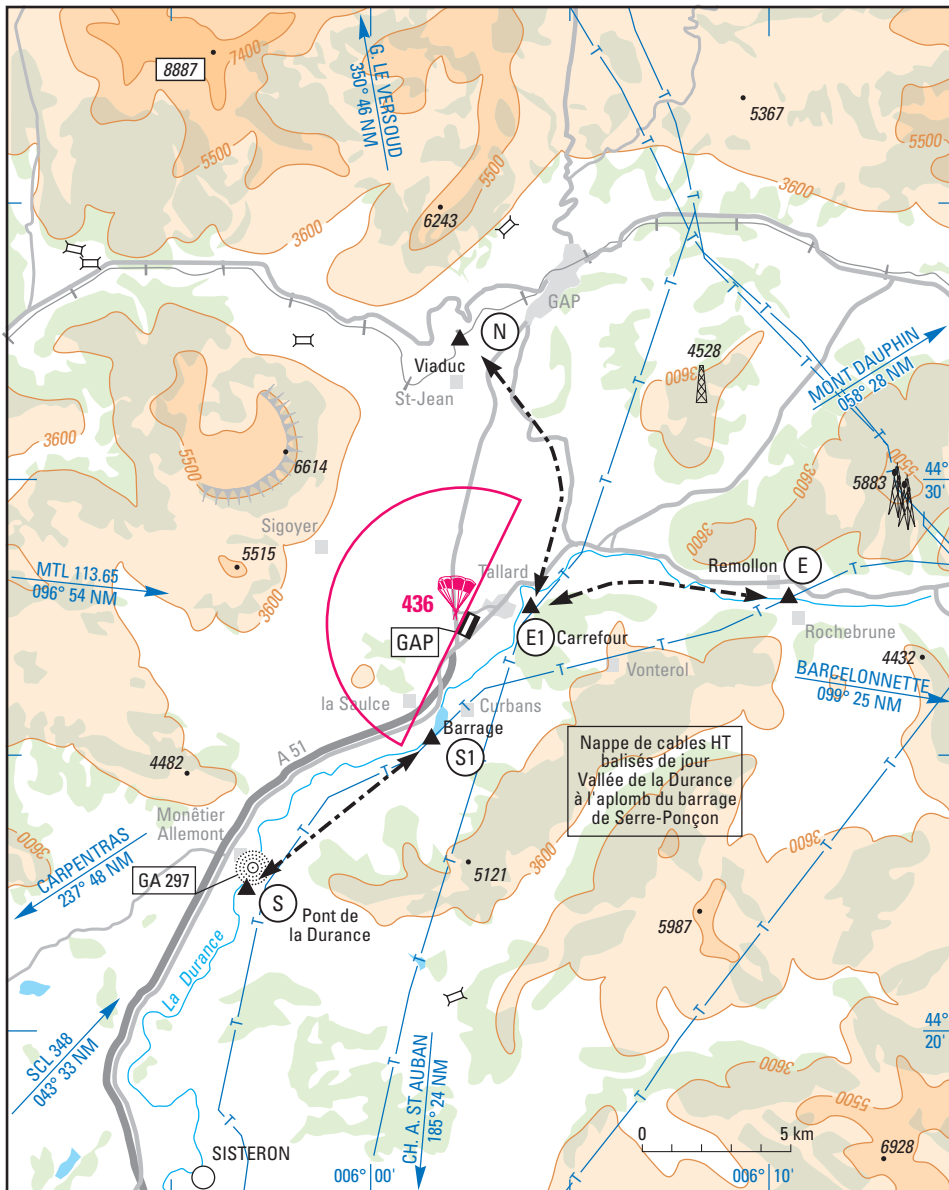 7400
8887
G. LE VERSOUD
350° 46 NM
T
T
5367
5500
5500
5500
3600
3600
6243
3600
T
T
GAP
N
Viaduc
St-Jean
4528
3600
MONT DAUPHIN
058° 28 NM
T
T
T
3600
5500
6614
3600
5500
5883
44°
30'
Sigoyer
5515
3600
3600
3600
MTL 113.65
096° 54 NM
Tallard
436
GAP
Remollon
E
T
T
E1
Carrefour
Rochebrune
T
Vonterol
4432
BARCELONNETTE
099° 25 NM
la Saulce
Curbans
T
Barrage
S1
A 51
Nappe de cables HT
balisés de jour
Vallée de la Durance
à l'aplomb du barrage
de Serre-Ponçon
4482
T
Monêtier
Allemont
3600
CARPENTRAS
237° 48 NM
GA 297
S
Pont de
la Durance
5121
3600
T
5987
T
T
La Durance
T
SCL 348
043° 33 NM
44°
20'
T
T
T
3600
5500
CH. A. ST AUBAN
185° 24 NM
0
5 km
6928
SISTERON
T
T
006° 00'
006° 10'